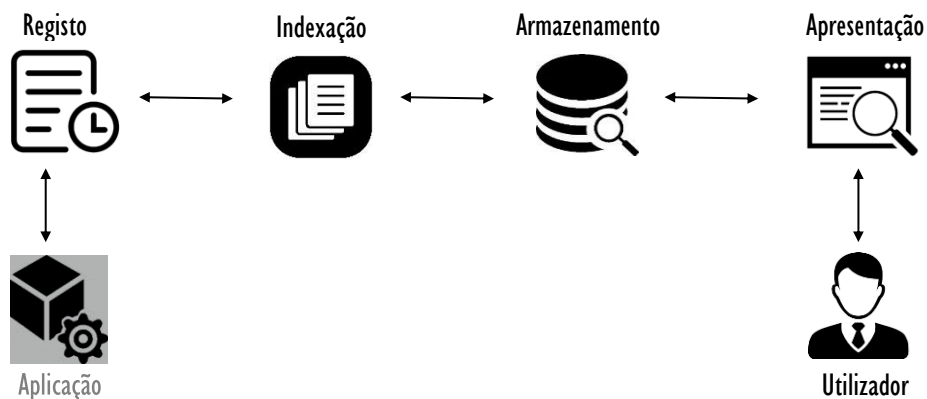 Registo
Indexação
Armazenamento
Apresentação
Aplicação
Utilizador